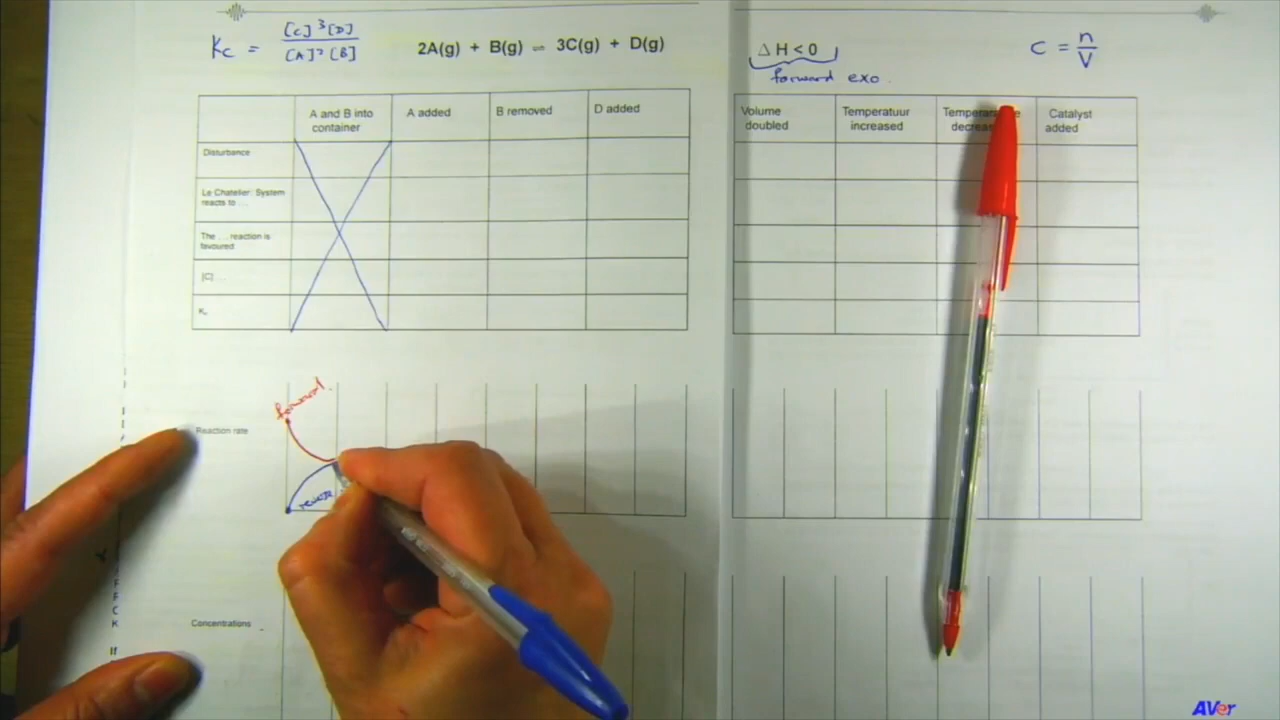 Kc = [C]³[D] / [A]² [B]
2A(g) + B(g) ⇌ 3C(g) + D(g)
Δ H < 0
forward exo.
C = n / V
A and B into container
A added
B removed
D added
Disturbance
Le Chatelier: System reacts to ...
The ... reaction is favoured
[C] ...
Kc
Volume doubled
Temperatuur increased
Catalyst added
forward
Reaction rate
reverse
Concentrations
AVer